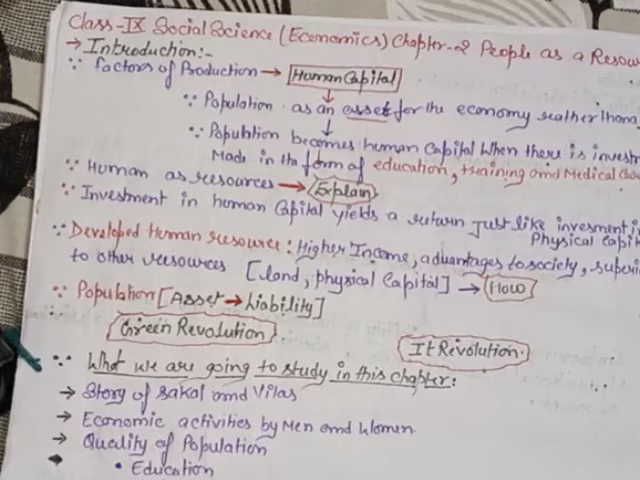 Class-IX Social Science (Economics) Chapter-2 People as a Resou
→ Introduction:-
∵ Factors of Production → Human Capital
∵ Population as an asset for the economy reather than a
∵ Population becomes human Capital When there is invest
Made in the form of education, training and Medical Care
∵ Human as resources → Explain
∵ Investment in human Capital yields a return Just like invesment in
Physical Capit
∵ Developed Human resource: Higher Income, advantages to society, superi
to other resources [land, physical Capital] → How
∵ Population [Asset → Liability]
Green Revolution
It Revolution.
∵ What we are going to study in this chapter:
→ Story of Sakal and Vilas
→ Economic activities by Men and Women
→ Quality of Population
• Education